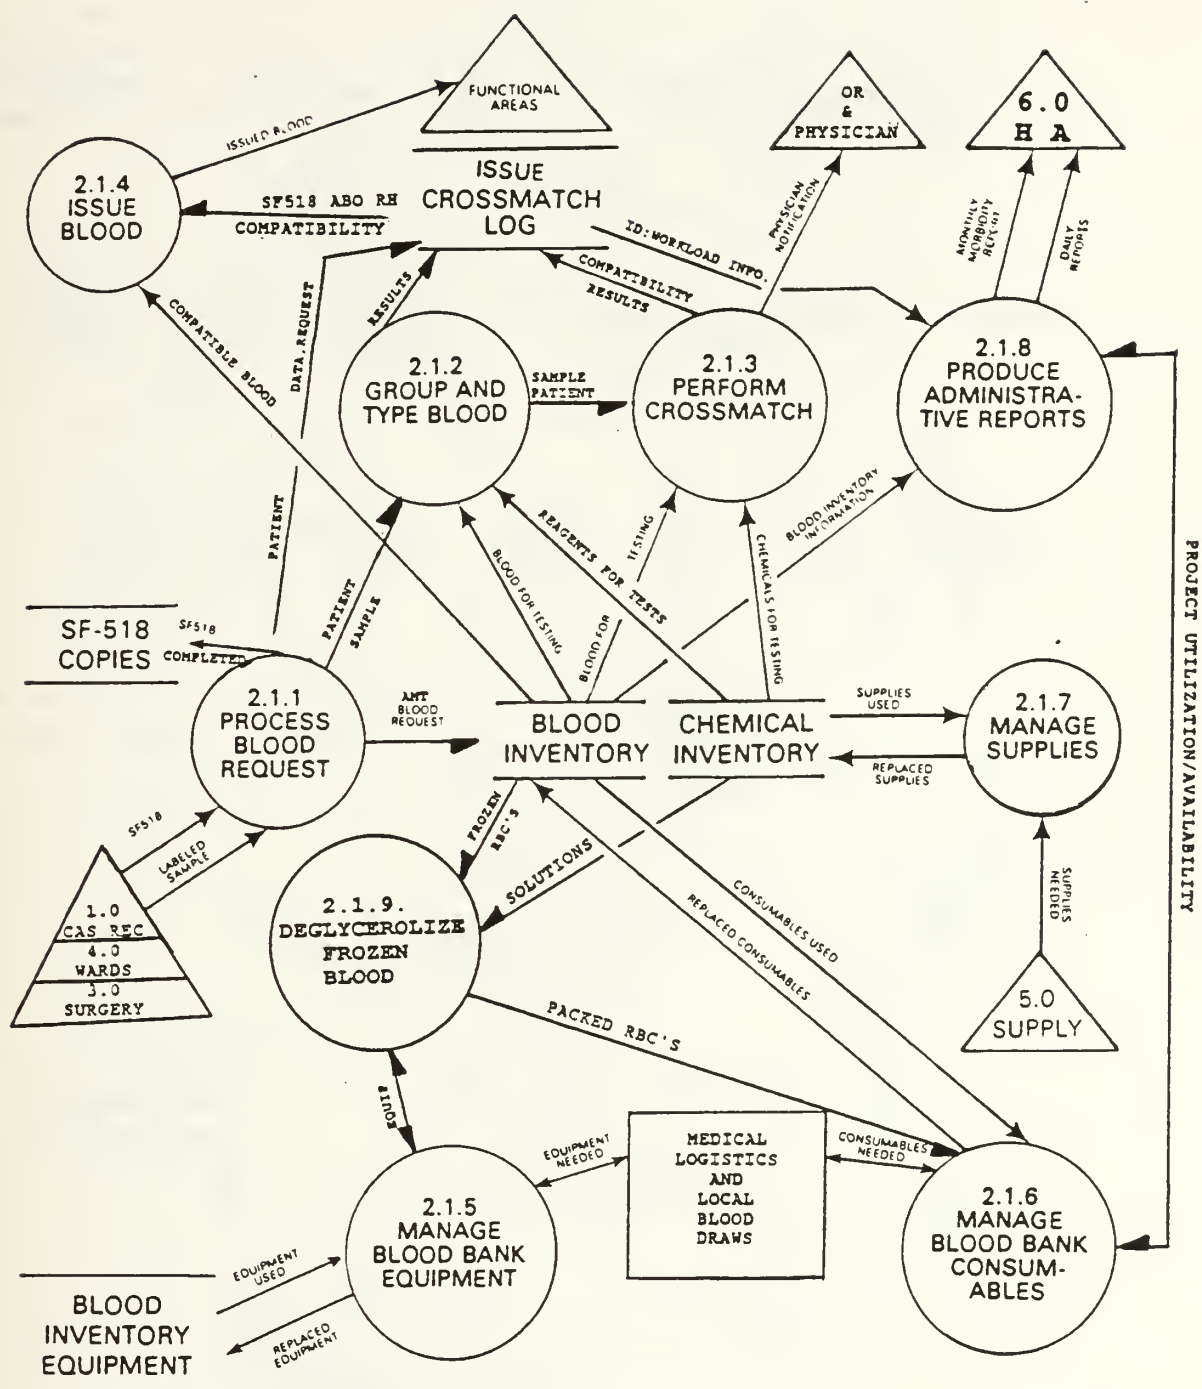 FUNCTIONAL
AREAS
OR
&
PHYSICIAN
6.0
H A
ISSUED BLOOD
2.1.4
ISSUE
BLOOD
SF518 ABO RH
COMPATIBILITY
ISSUE
CROSSMATCH
LOG
ID:WORKLOAD INFO.
PHYSICIAN
NOTIFICATION
MONTHLY
MORBIDITY
REPORT
DAILY
REPORTS
COMPATIBLE BLOOD
DATA.REQUEST
PATIENT
RESULTS
COMPATIBILITY
RESULTS
2.1.2
GROUP AND
TYPE BLOOD
SAMPLE
PATIENT
2.1.3
PERFORM
CROSSMATCH
2.1.8
PRODUCE
ADMINISTRA-
TIVE REPORTS
PATIENT
SAMPLE
BLOOD FOR TESTING
REAGENTS FOR TESTS
BLOOD FOR
TESTING
CHEMICALS FOR TESTING
BLOOD INVENTORY
INFORMATION
PROJECT UTILIZATION/AVAILABILITY
SF-518
COPIES
SF518
COMPLETED
2.1.1
PROCESS
BLOOD
REQUEST
AMT
BLOOD
REQUEST
BLOOD
INVENTORY
CHEMICAL
INVENTORY
SUPPLIES
USED
REPLACED
SUPPLIES
2.1.7
MANAGE
SUPPLIES
SF518
LABELED
SAMPLE
1.0
CAS REC
4.0
WARDS
3.0
SURGERY
FROZEN
RBC'S
SOLUTIONS
2.1.9.
DEGLYCEROLIZE
FROZEN
BLOOD
CONSUMABLES USED
REPLACED CONSUMABLES
SUPPLIES
NEEDED
5.0
SUPPLY
PACKED RBC'S
EQUIP
EQUIPMENT
NEEDED
MEDICAL
LOGISTICS
AND
LOCAL
BLOOD
DRAWS
CONSUMABLES
NEEDED
2.1.5
MANAGE
BLOOD BANK
EQUIPMENT
2.1.6
MANAGE
BLOOD BANK
CONSUM-
ABLES
EQUIPMENT
USED
REPLACED
EQUIPMENT
BLOOD
INVENTORY
EQUIPMENT